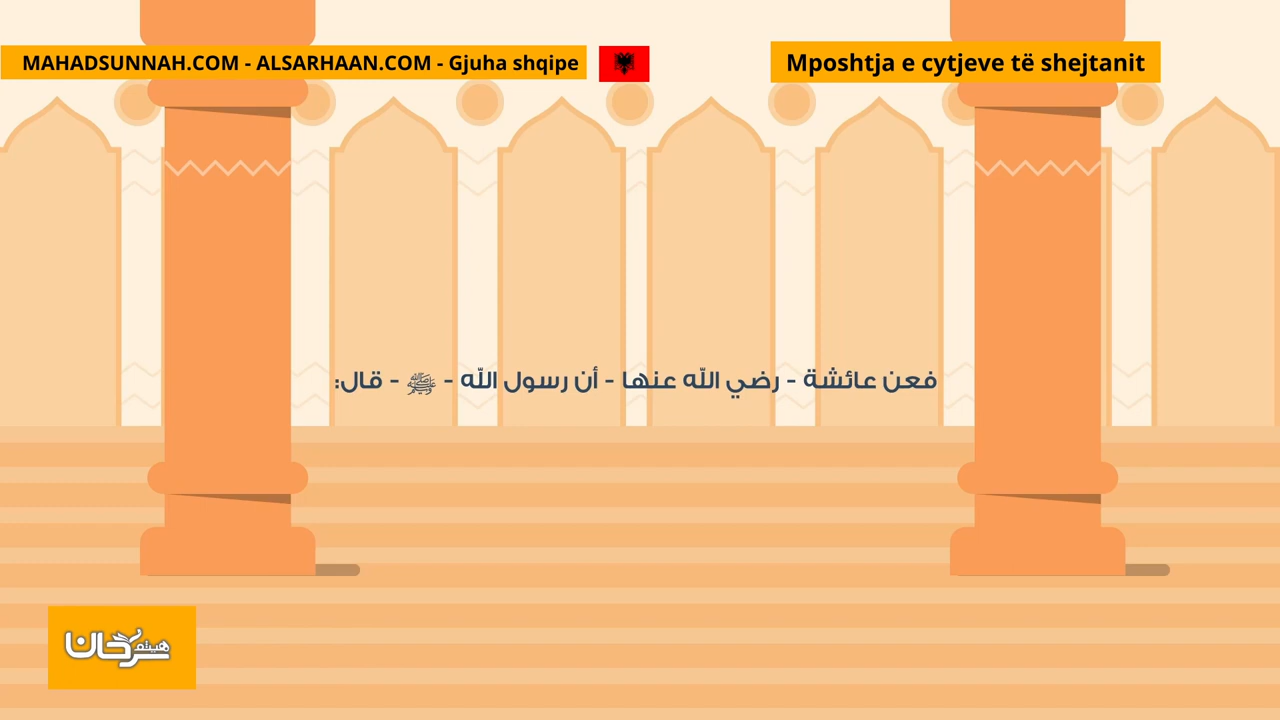 MAHADSUNNAH.COM - ALSARHAAN.COM - Gjuha shqipe
Mposhtja e cytjeve të shejtanit
فعن عائشة - رضي الله عنها - أن رسول الله - ﷺ - قال:
هيثم سرحان